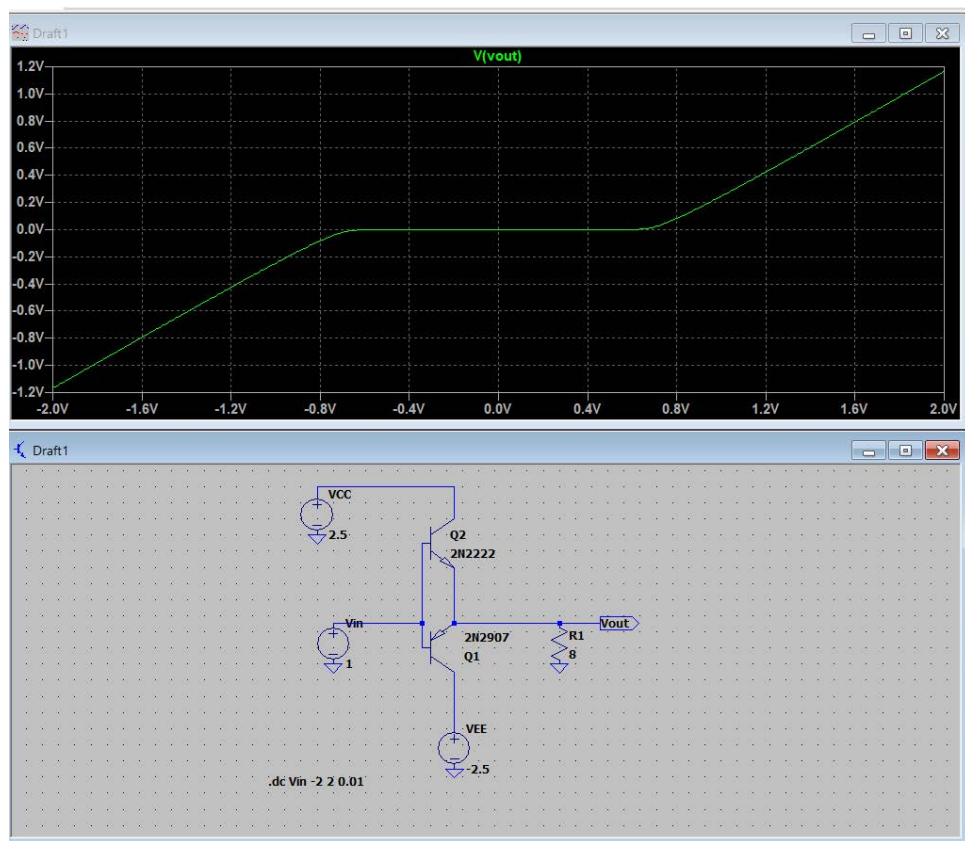 Draft1
V(vout)
1.2V
1.0V
0.8V
0.6V
0.4V
0.2V
0.0V
-0.2V
-0.4V
-0.6V
-0.8V
-1.0V
-1.2V
-2.0V -1.6V -1.2V -0.8V -0.4V 0.0V 0.4V 0.8V 1.2V 1.6V 2.0V
Draft1
VCC
2.5
Q2
2N2222
Vin
1
2N2907
Q1
R1
8
Vout
VEE
-2.5
.dc Vin -2 2 0.01